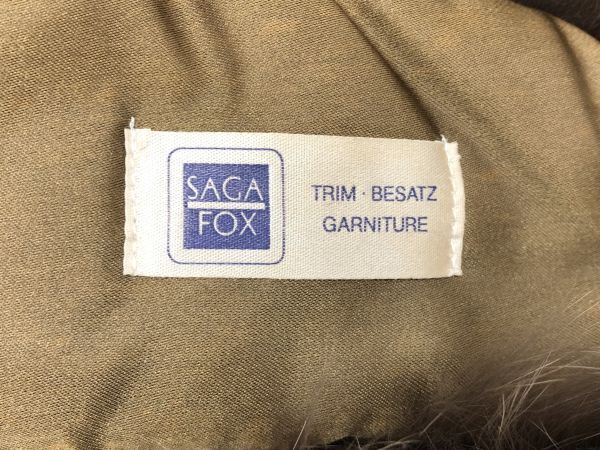 SAGA
FOX
TRIM · BESATZ
GARNITURE